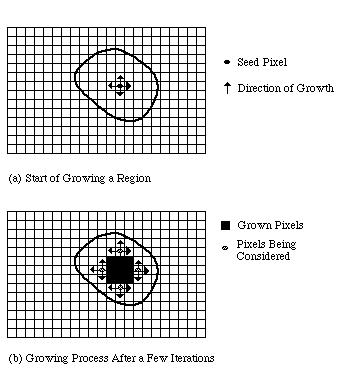 Seed Pixel
Direction of Growth
(a) Start of Growing a Region
Grown Pixels
Pixels Being
Considered
(b) Growing Process After a Few Iterations